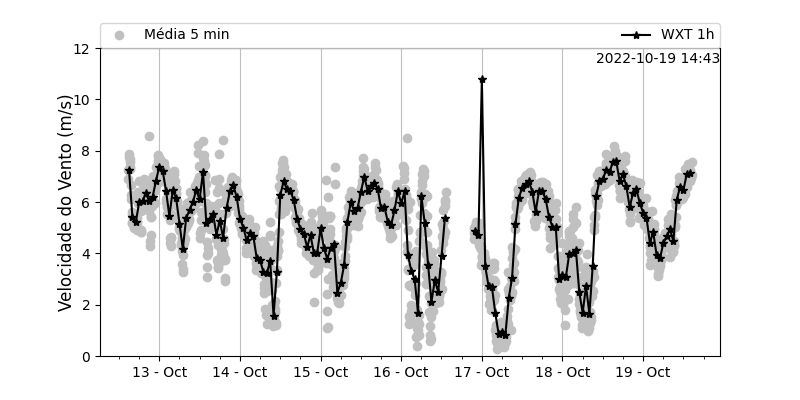 Média 5 min
WXT 1h
2022-10-19 14:43
Velocidade do Vento (m/s)
12
10
8
6
4
2
0
13 - Oct
14 - Oct
15 - Oct
16 - Oct
17 - Oct
18 - Oct
19 - Oct